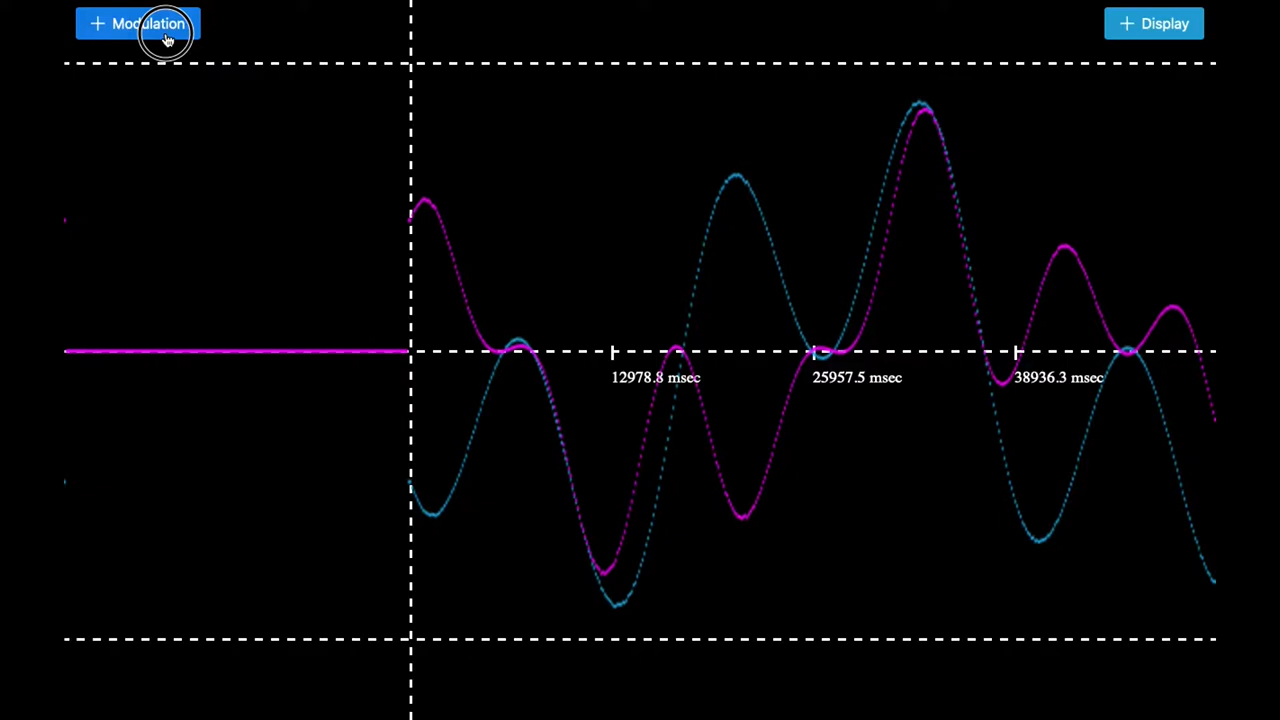 + Modulation
+ Display
12978.8 msec
25957.5 msec
38936.3 msec